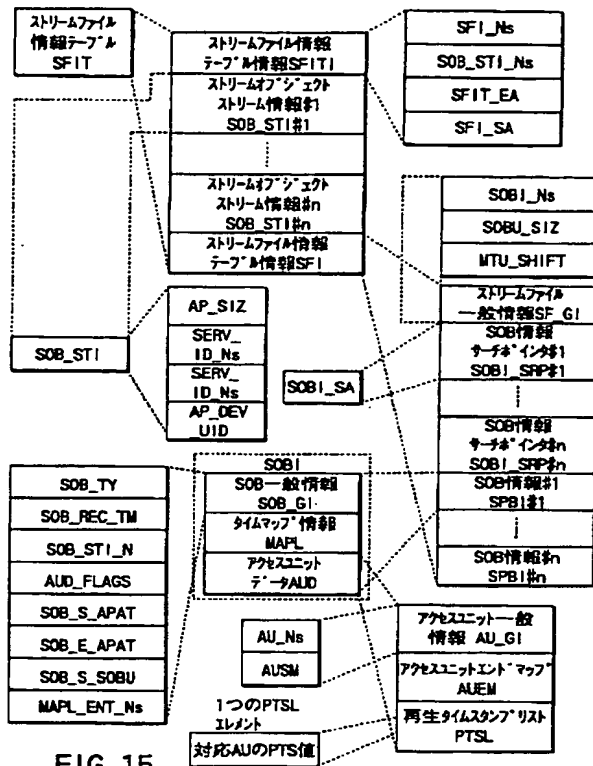 ストリームファイル
情報テーブル
SFIT
ストリームファイル情報
テーブル情報SFITI
ストリームオブジェクト
ストリーム情報#1
SOB_STI#1
ストリームオブジェクト
ストリーム情報#n
SOB_STI#n
ストリームファイル情報
テーブル情報SFI
SFI_Ns
SOB_STI_Ns
SFIT_EA
SFI_SA
SOBI_Ns
SOBU_SIZ
MTU_SHIFT
ストリームファイル
一般情報SF_GI
SOB情報
サーチポインタ#1
SOBI_SRP#1
SOB情報
サーチポインタ#n
SOBI_SRP#n
SOB情報#1
SPBI#1
SOB情報#n
SPBI#n
SOB_STI
AP_SIZ
SERV_
ID_Ns
SERV_
ID_Ns
AP_DEV
_UID
SOBI_SA
SOB_TY
SOB_REC_TM
SOB_STI_N
AUD_FLAGS
SOB_S_APAT
SOB_E_APAT
SOB_S_SOBU
MAPL_ENT_Ns
SOBI
SOB一般情報
SOB_GI
タイムマップ情報
MAPL
アクセスユニット
データAUD
AU_Ns
AUSM
アクセスユニット一般
情報 AU_GI
アクセスユニットエンドマップ
AUEM
再生タイムスタンプリスト
PTSL
1つのPTSL
エレメント
対応AUのPTS値
FIG. 15